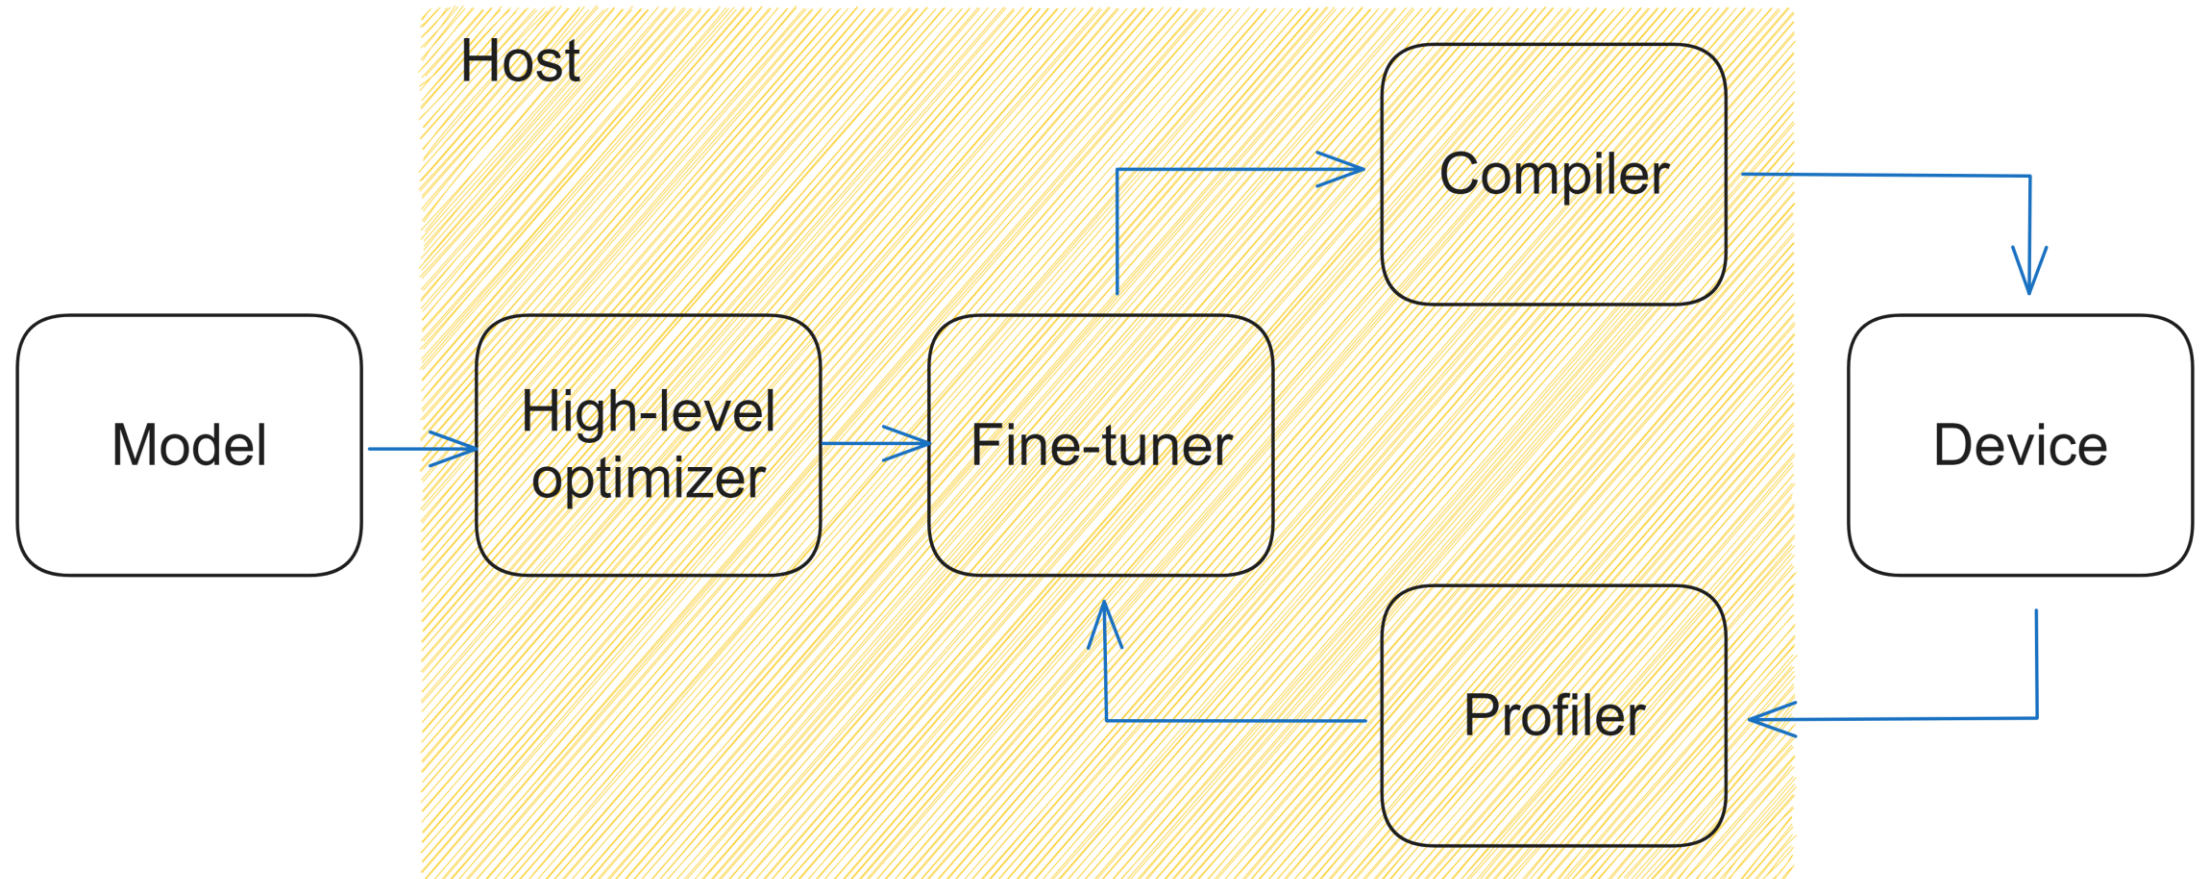 Host
Compiler
Model
High-level
optimizer
Fine-tuner
Device
Profiler